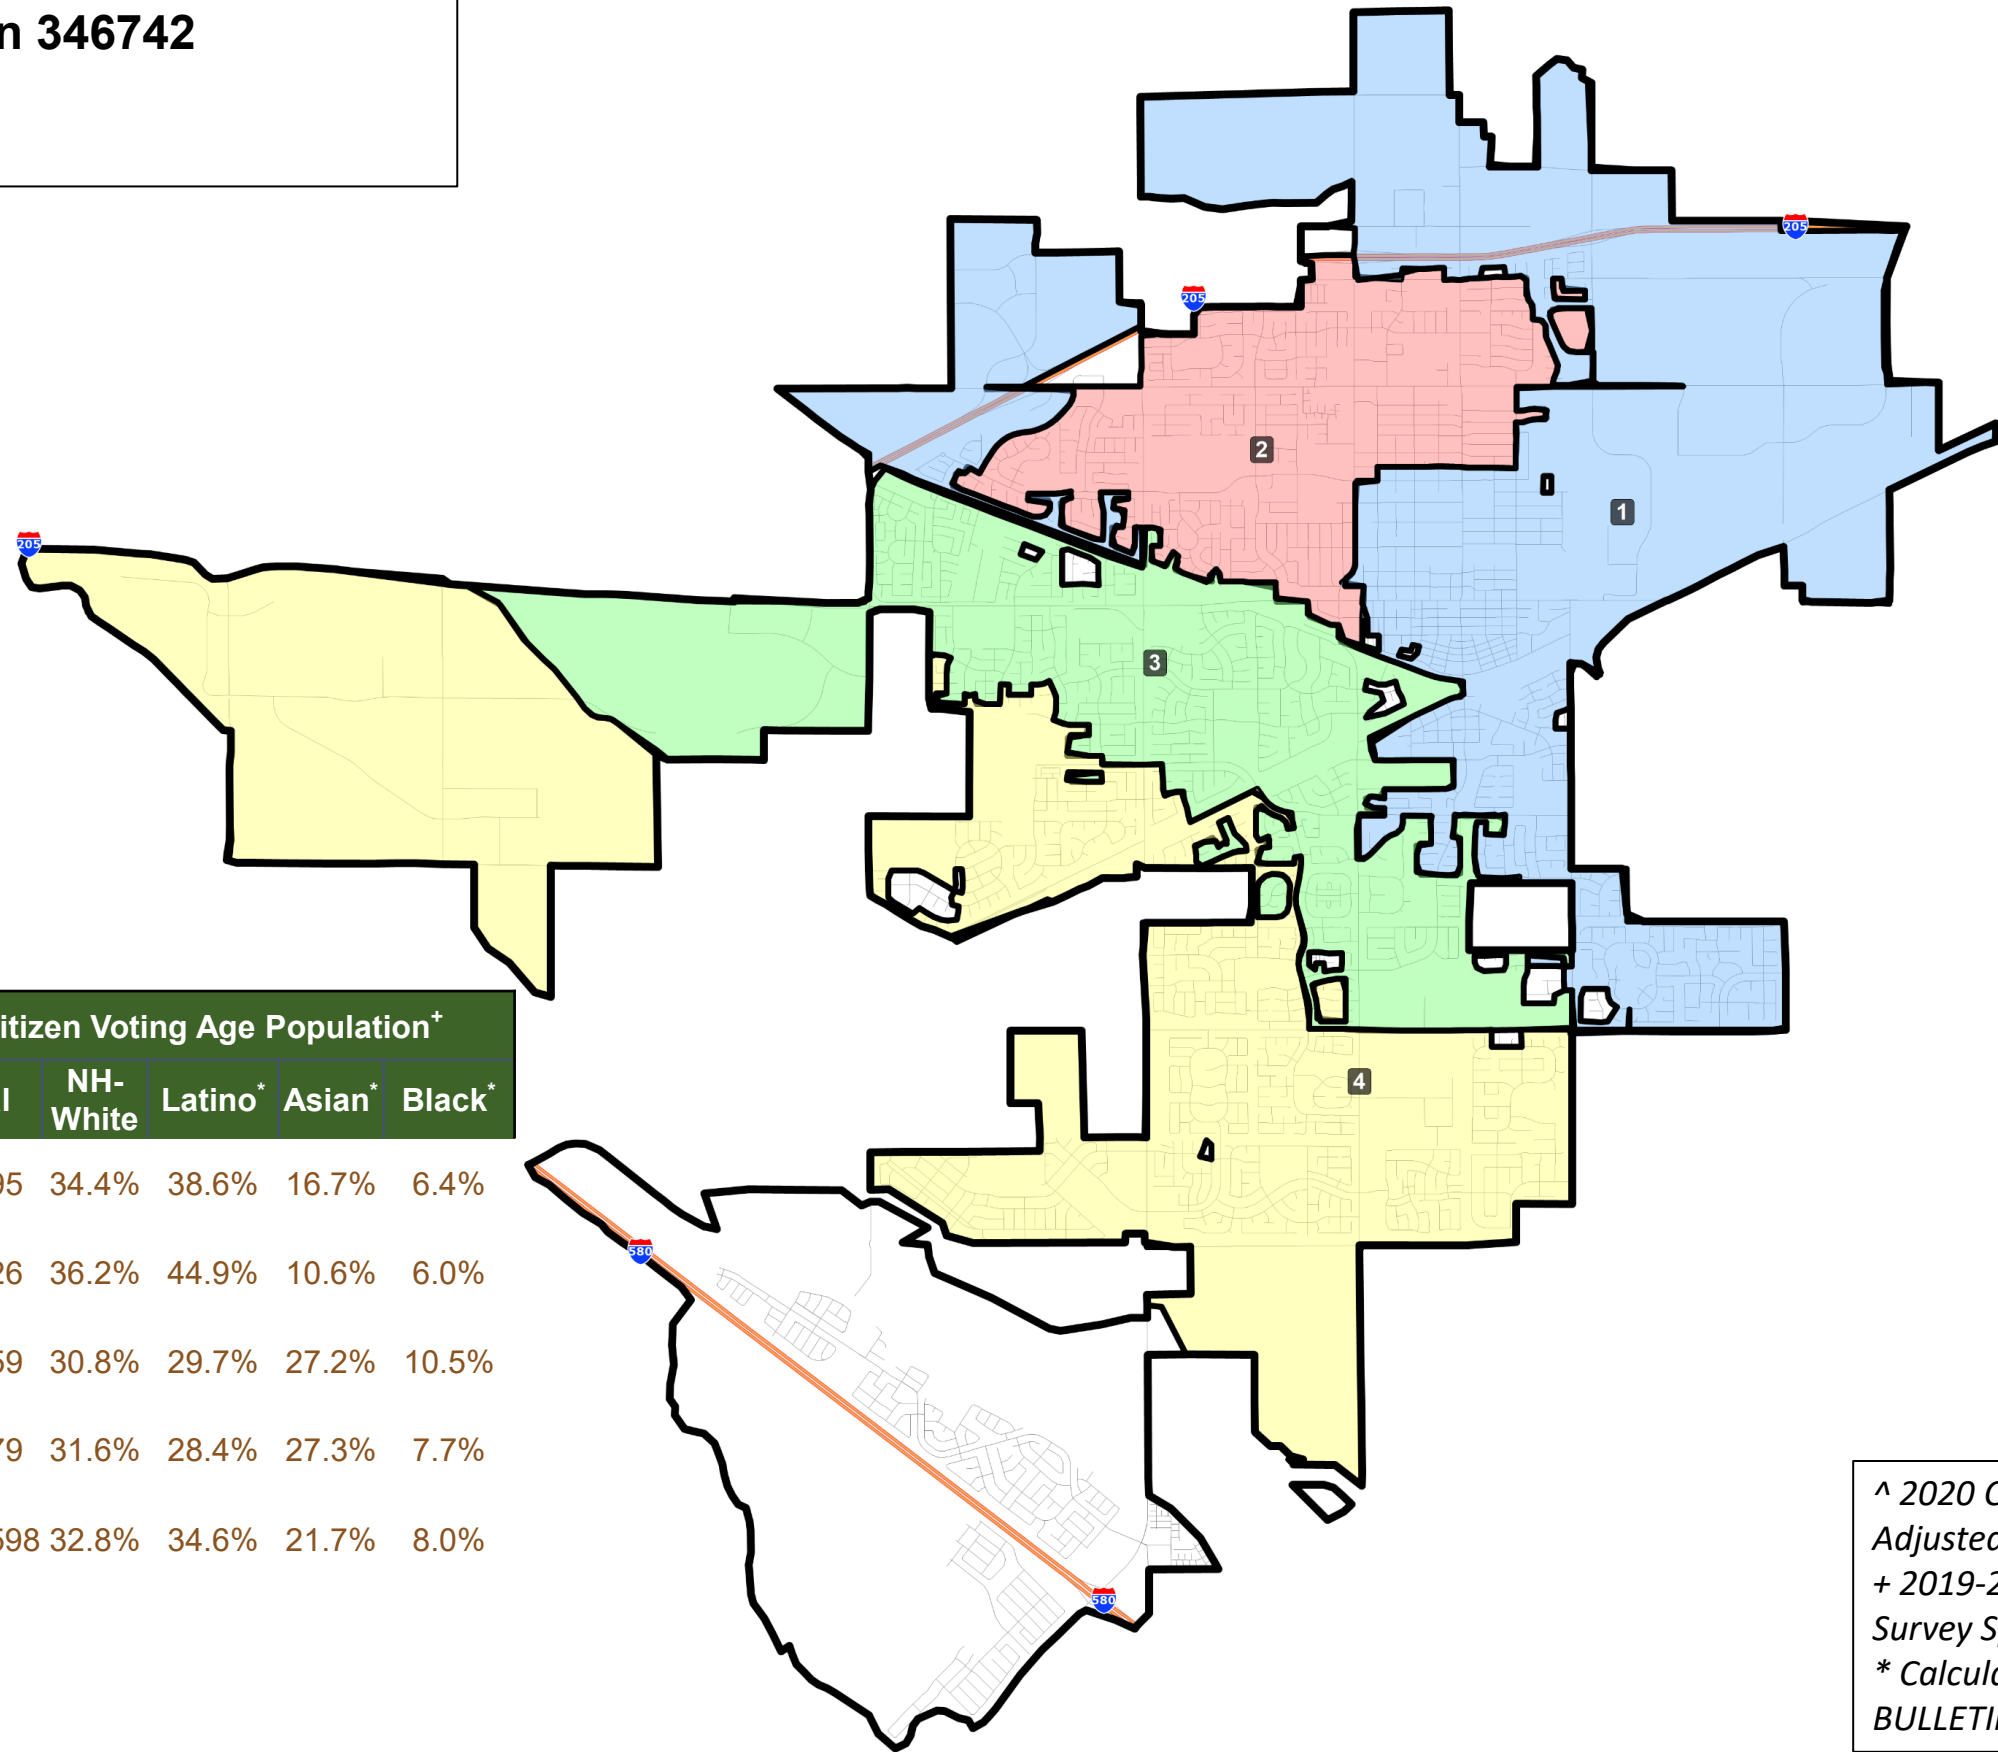 n 346742
205
205
2
1
205
3
itizen Voting Age Population+
l NH-White Latino* Asian* Black*
4
95 34.4% 38.6% 16.7% 6.4%
26 36.2% 44.9% 10.6% 6.0%
59 30.8% 29.7% 27.2% 10.5%
79 31.6% 28.4% 27.3% 7.7%
598 32.8% 34.6% 21.7% 8.0%
580
580
^ 2020 C
Adjusted
+ 2019-2
Survey S
* Calcula
BULLETI